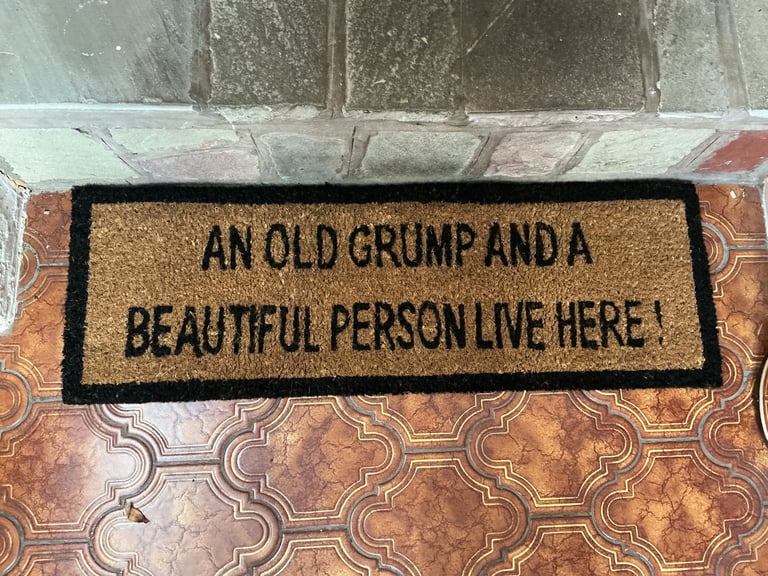 AN OLD GRUMP AND A
BEAUTIFUL PERSON LIVE HERE!